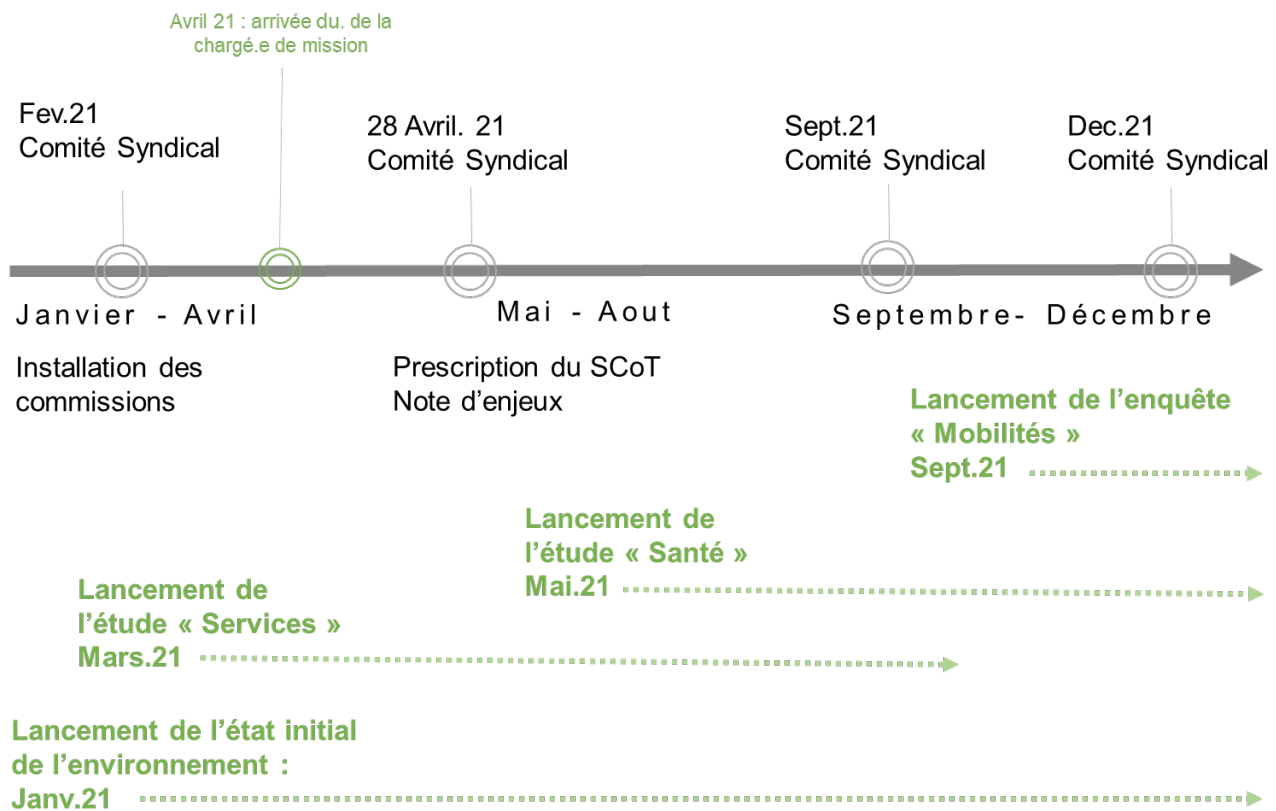 Avril 21 : arrivée du. de la
chargé.e de mission
Fev.21
Comité Syndical
28 Avril. 21
Comité Syndical
Sept.21
Comité Syndical
Dec.21
Comité Syndical
Janvier - Avril
Mai - Aout
Septembre- Décembre
Installation des
commissions
Prescription du SCoT
Note d'enjeux
Lancement de l'enquête
« Mobilités »
Sept.21
Lancement de
l'étude « Santé »
Mai.21
Lancement de
l'étude « Services »
Mars.21
Lancement de l'état initial
de l'environnement :
Janv.21